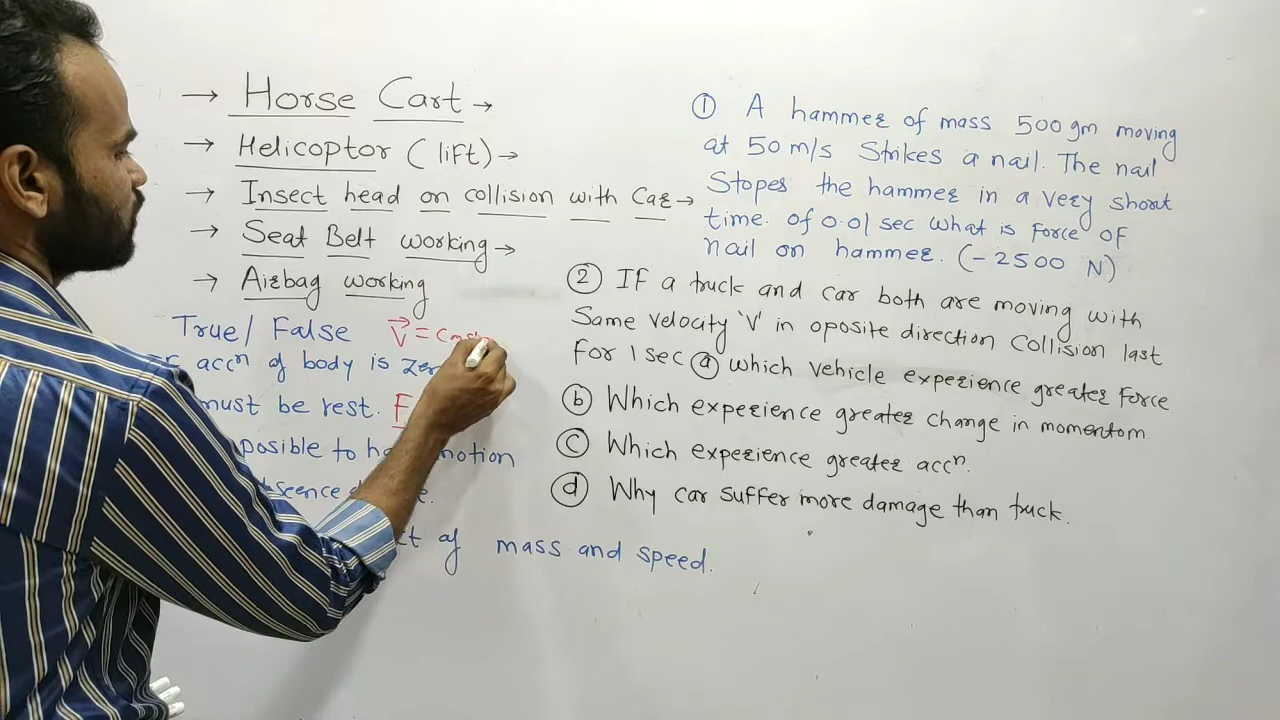 → Horse Cart →
→ Helicoptor (lift) →
→ Insect head on collision with Car →
→ Seat Belt working →
→ Airbag working
True/ False V⃗ = Cons
accⁿ of body is zer
must be rest. F
posible to ha motion
of mass and speed.
① A hammer of mass 500 gm moving
at 50 m/s Strikes a nail. The nail
Stopes the hammer in a very short
time. of 0.01 sec what is force of
nail on hammer. (-2500 N)
② If a truck and car both are moving with
Same velocity 'V' in oposite direction Collision last
for 1 sec ⓐ which vehicle experience greater force
ⓑ Which experience greater change in momentom.
ⓒ Which experience greater accⁿ.
ⓓ Why car suffer more damage than truck.